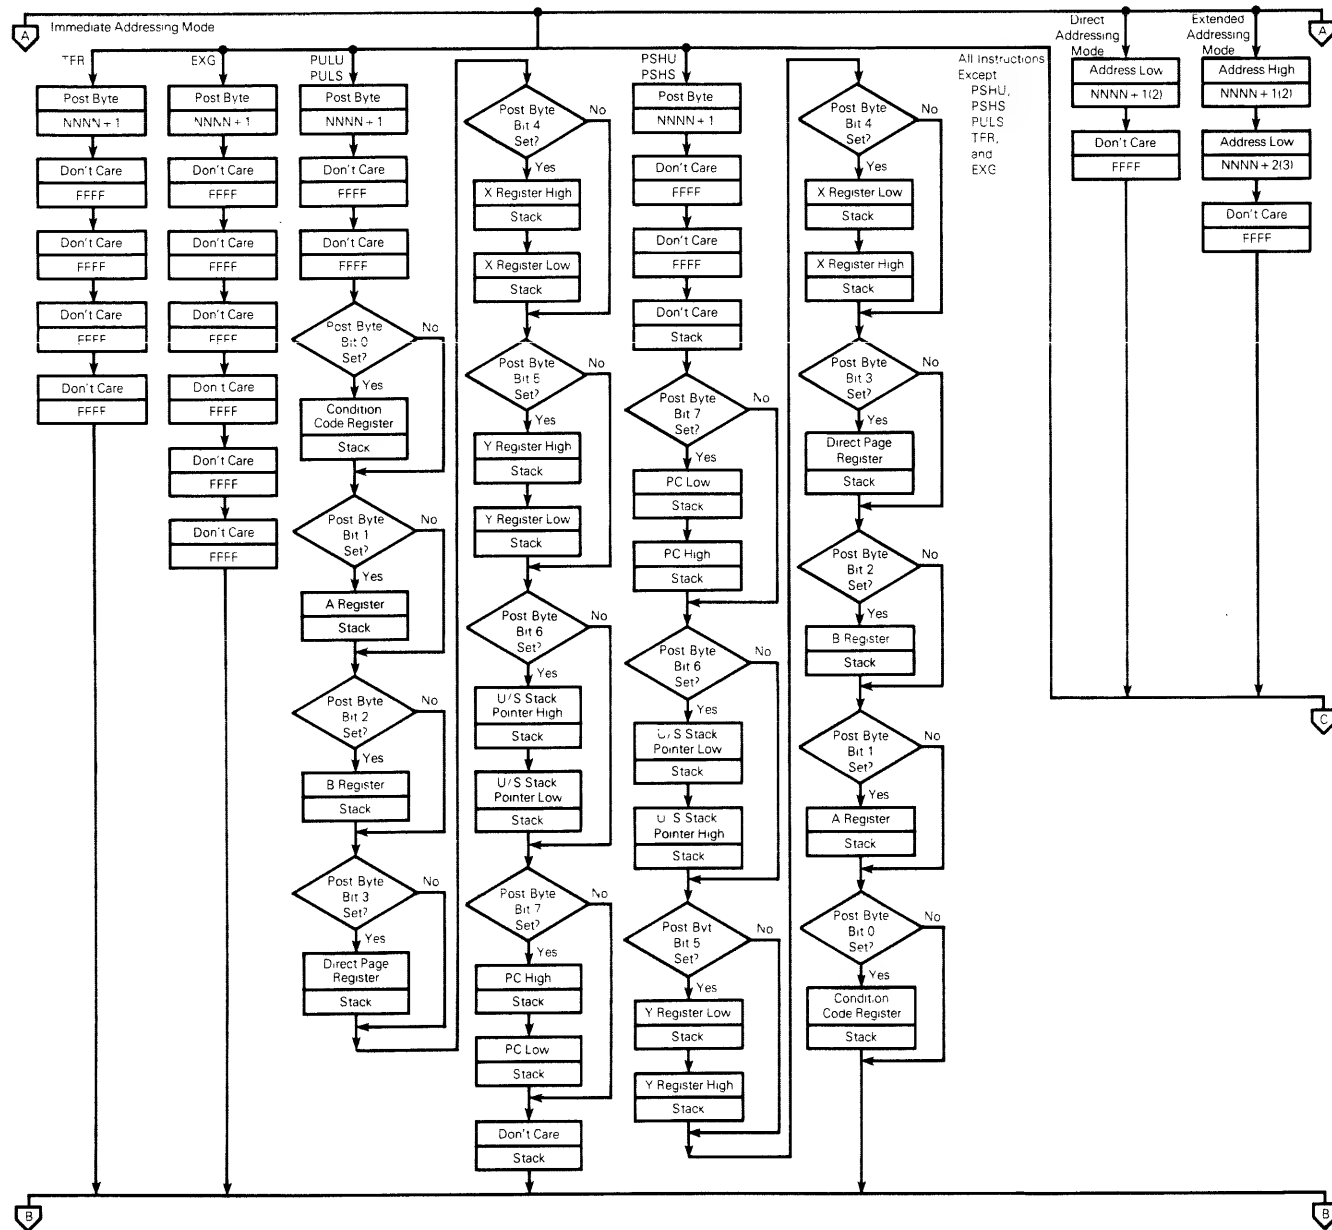 A
Immediate Addressing Mode
Direct
Addressing
Mode
Extended
Addressing
Mode
A
TFR
Post Byte
NNNN + 1
Don't Care
FFFF
Don't Care
FFFF
Don't Care
FFFF
Don't Care
FFFF
EXG
Post Byte
NNNN + 1
Don't Care
FFFF
Don't Care
FFFF
Don't Care
FFFF
Don't Care
FFFF
Don't Care
FFFF
Don't Care
FFFF
PULU
PULS
Post Byte
NNNN + 1
Don't Care
FFFF
Don't Care
FFFF
Post Byte
Bit 0
Set?
No
Yes
Condition
Code Register
Stack
Post Byte
Bit 1
Set?
No
Yes
A Register
Stack
Post Byte
Bit 2
Set?
No
Yes
B Register
Stack
Post Byte
Bit 3
Set?
No
Yes
Direct Page
Register
Stack
Post Byte
Bit 4
Set?
No
Yes
X Register High
Stack
X Register Low
Stack
Post Byte
Bit 5
Set?
No
Yes
Y Register High
Stack
Y Register Low
Stack
Post Byte
Bit 6
Set?
No
Yes
U/S Stack
Pointer High
Stack
U/S Stack
Pointer Low
Stack
Post Byte
Bit 7
Set?
No
Yes
PC High
Stack
PC Low
Stack
Don't Care
Stack
PSHU
PSHS
Post Byte
NNNN + 1
Don't Care
FFFF
Don't Care
FFFF
Don't Care
Stack
Post Byte
Bit 7
Set?
No
Yes
PC Low
Stack
PC High
Stack
Post Byte
Bit 6
Set?
No
Yes
U/S Stack
Pointer Low
Stack
U/S Stack
Pointer High
Stack
Post Byt
Bit 5
Set?
No
Yes
Y Register Low
Stack
Y Register High
Stack
Post Byte
Bit 4
Set?
No
Yes
X Register Low
Stack
X Register High
Stack
Post Byte
Bit 3
Set?
No
Yes
Direct Page
Register
Stack
Post Byte
Bit 2
Set?
No
Yes
B Register
Stack
Post Byte
Bit 1
Set?
No
Yes
A Register
Stack
Post Byte
Bit 0
Set?
No
Yes
Condition
Code Register
Stack
All Instructions
Except
PSHU,
PSHS
PULS
TFR,
and
EXG
Address Low
NNNN + 1(2)
Don't Care
FFFF
Address High
NNNN + 1(2)
Address Low
NNNN + 2(3)
Don't Care
FFFF
C
B
B